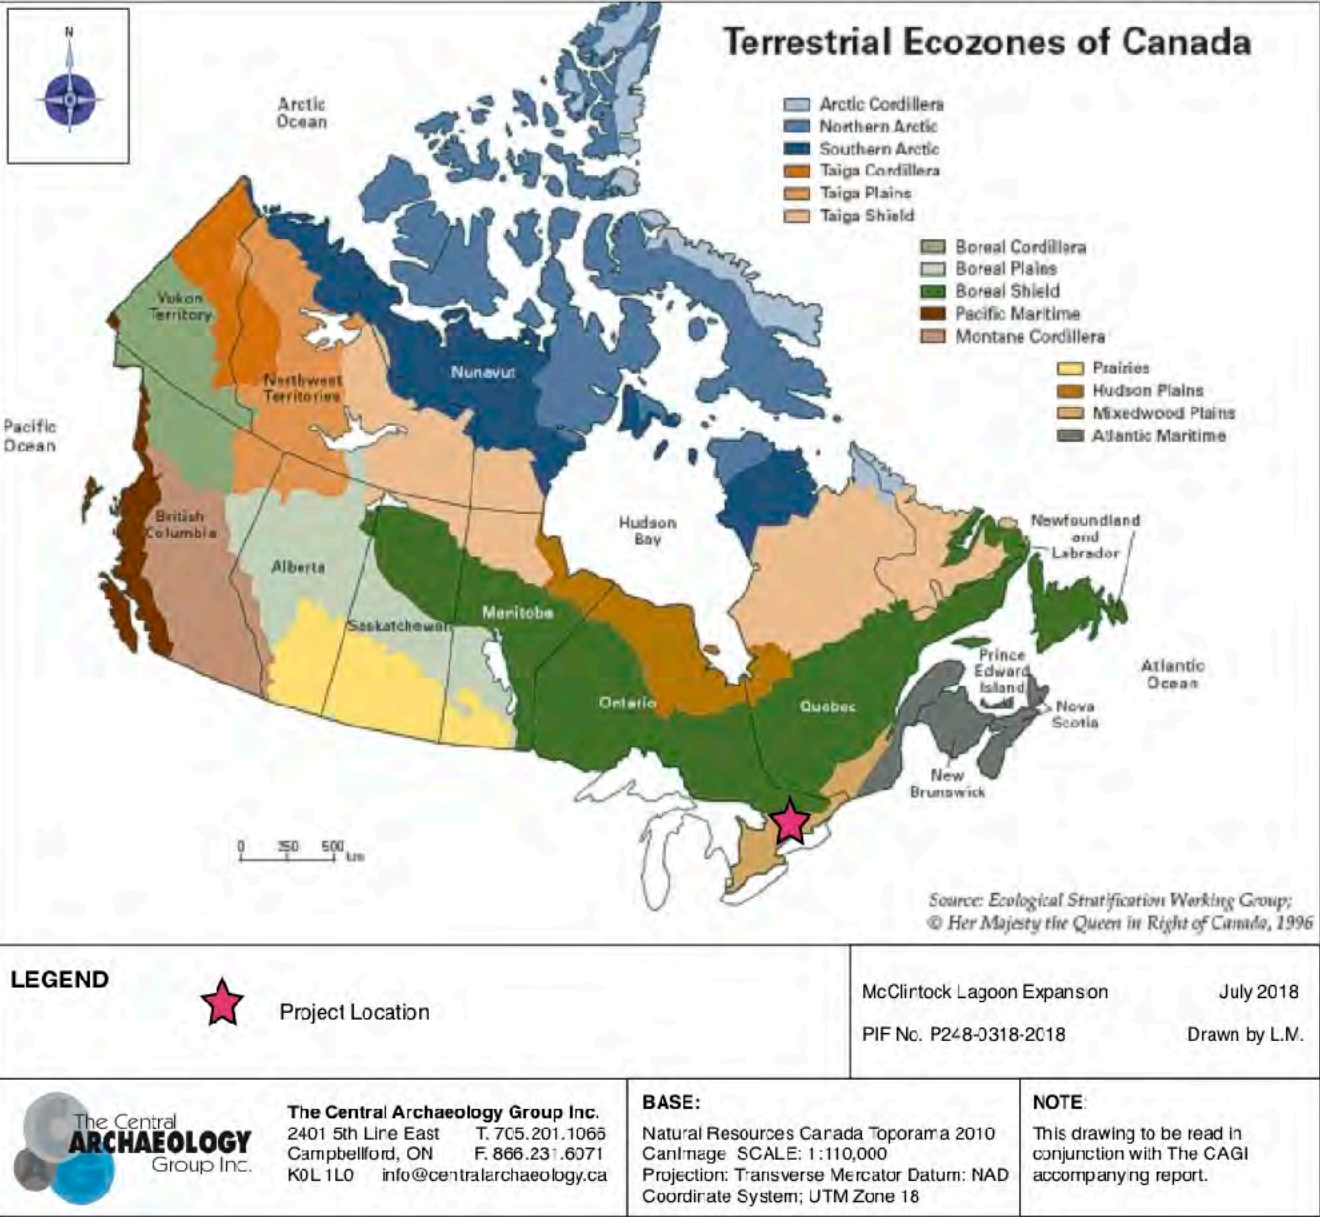 N
Terrestrial Ecozones of Canada
Arctic
Ocean
Arctic Cordillera
Northern Arctic
Southern Arctic
Taiga Cordillera
Taiga Plains
Taiga Shield
Boreal Cordillera
Boreal Plains
Boreal Shield
Pacific Maritime
Montane Cordillera
Prairies
Hudson Plains
Mixedwood Plains
Atlantic Maritime
Yukon
Territory
Northwest
Territories
Nunavut
Pacific
Ocean
British
Columbia
Alberta
Saskatchewan
Manitoba
Hudson
Bay
Ontario
Quebec
Newfoundland
and
Labrador
Prince
Edward
Island
Nova
Scotia
New
Brunswick
Atlantic
Ocean
0 250 500
km
Source: Ecological Stratification Working Group;
© Her Majesty the Queen in Right of Canada, 1996
LEGEND
Project Location
McClintock Lagoon Expansion July 2018
PIF No. P248-0318-2018 Drawn by L.M.
The Central
ARCHAEOLOGY
Group Inc.
The Central Archaeology Group Inc.
2401 5th Line East T. 705.201.1066
Campbellford, ON F. 866.231.6071
K0L 1L0 info@centralarchaeology.ca
BASE:
Natural Resources Canada Toporama 2010
CanImage SCALE: 1:110,000
Projection: Transverse Mercator Datum: NAD
Coordinate System; UTM Zone 18
NOTE:
This drawing to be read in
conjunction with The CAGI
accompanying report.